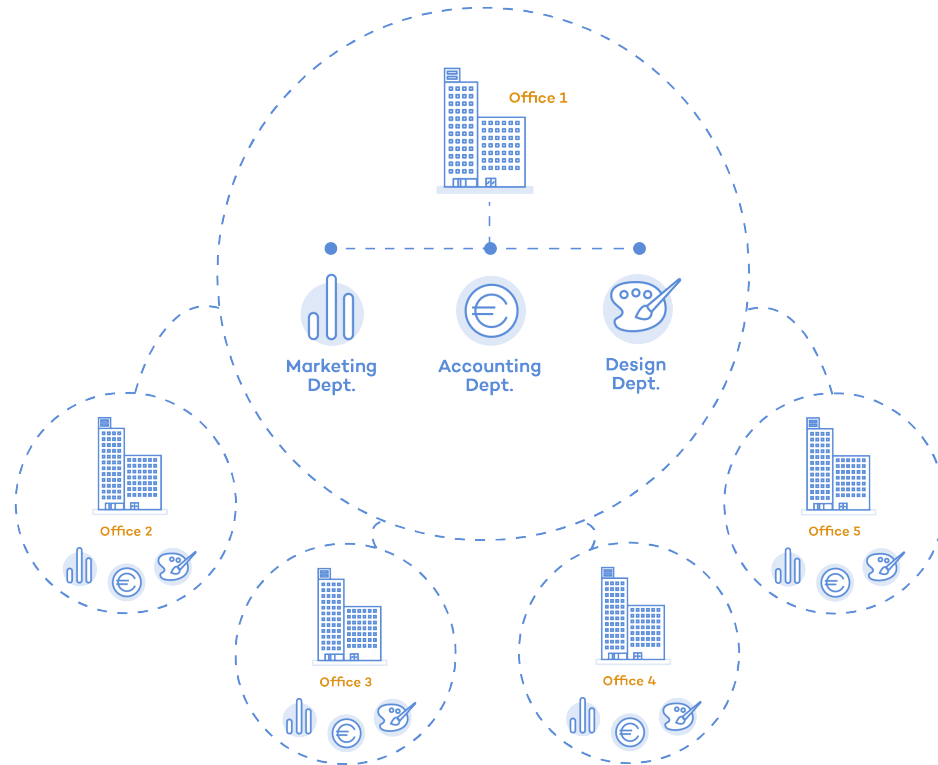 Office 1
Marketing
Dept.
Accounting
Dept.
Design
Dept.
Office 2
Office 5
Office 3
Office 4